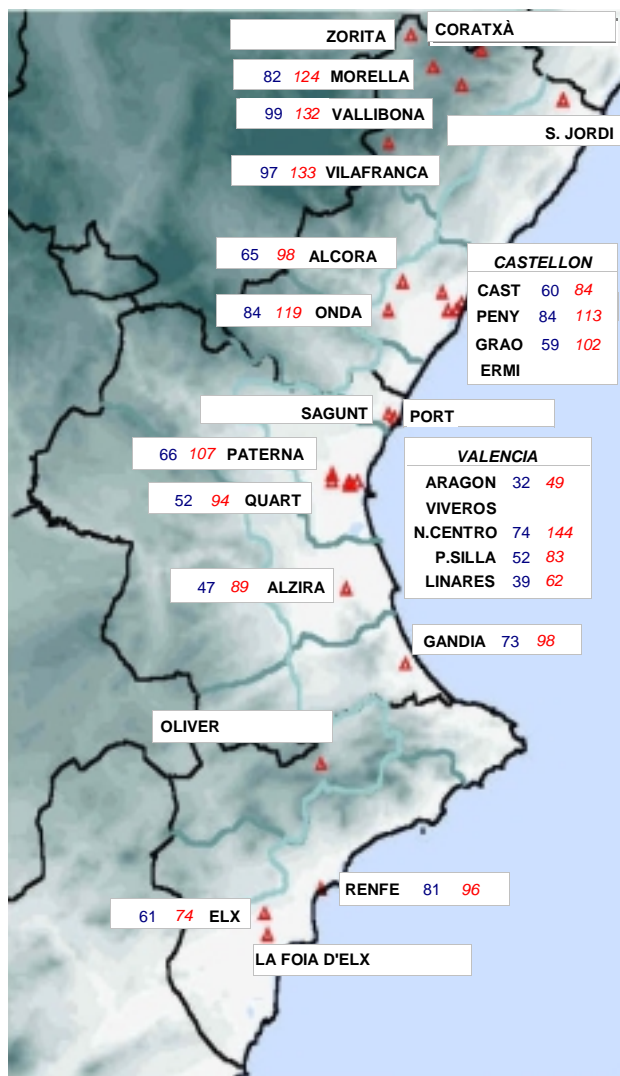 ZORITA
CORATXÀ
82 124 MORELLA
99 132 VALLIBONA
S. JORDI
97 133 VILAFRANCA
65 98 ALCORA
84 119 ONDA
CASTELLON
CAST 60 84
PENY 84 113
GRAO 59 102
ERMI
SAGUNT
PORT
66 107 PATERNA
52 94 QUART
VALENCIA
ARAGON 32 49
VIVEROS
N.CENTRO 74 144
P.SILLA 52 83
LINARES 39 62
47 89 ALZIRA
GANDIA 73 98
OLIVER
RENFE 81 96
61 74 ELX
LA FOIA D'ELX